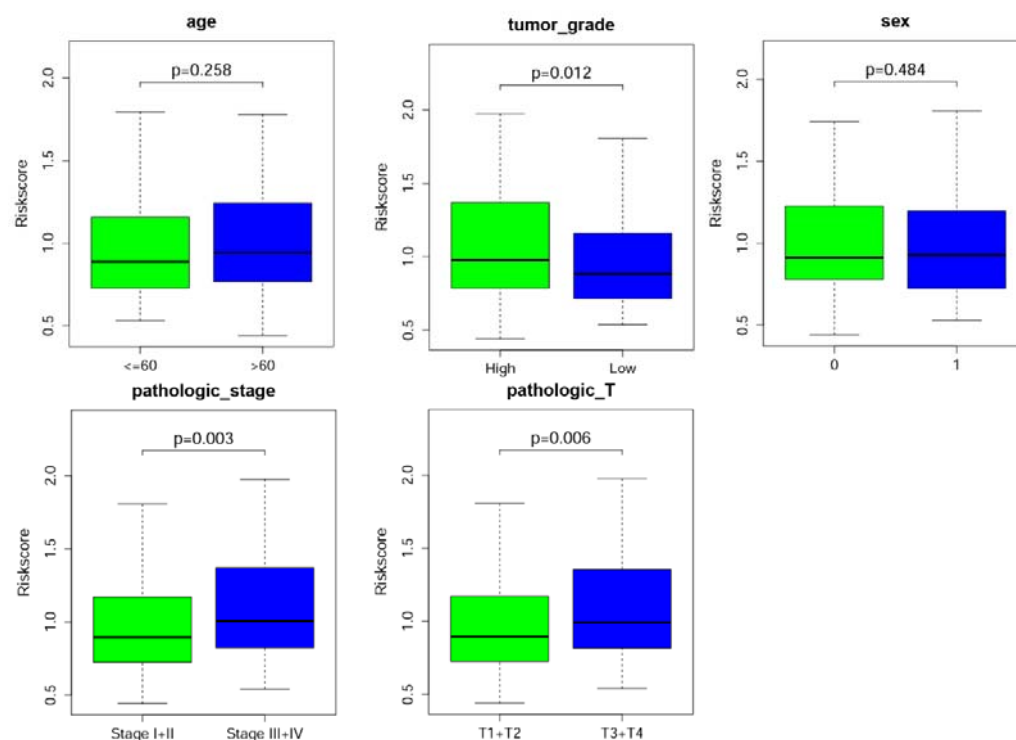 age
p=0.258
Riskscore
2.0
1.5
1.0
0.5
<=60 >60
tumor_grade
p=0.012
Riskscore
2.0
1.5
1.0
0.5
High Low
sex
p=0.484
Riskscore
2.0
1.5
1.0
0.5
0 1
pathologic_stage
p=0.003
Riskscore
2.0
1.5
1.0
0.5
Stage I+II Stage III+IV
pathologic_T
p=0.006
Riskscore
2.0
1.5
1.0
0.5
T1+T2 T3+T4